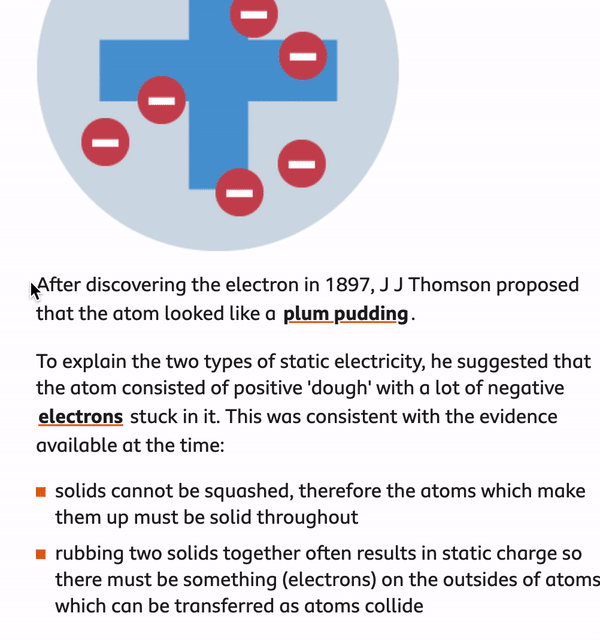 After discovering the electron in 1897, J J Thomson proposed
that the atom looked like a plum pudding.
To explain the two types of static electricity, he suggested that
the atom consisted of positive 'dough' with a lot of negative
electrons stuck in it. This was consistent with the evidence
available at the time:
solids cannot be squashed, therefore the atoms which make
them up must be solid throughout
rubbing two solids together often results in static charge so
there must be something (electrons) on the outsides of atoms
which can be transferred as atoms collide